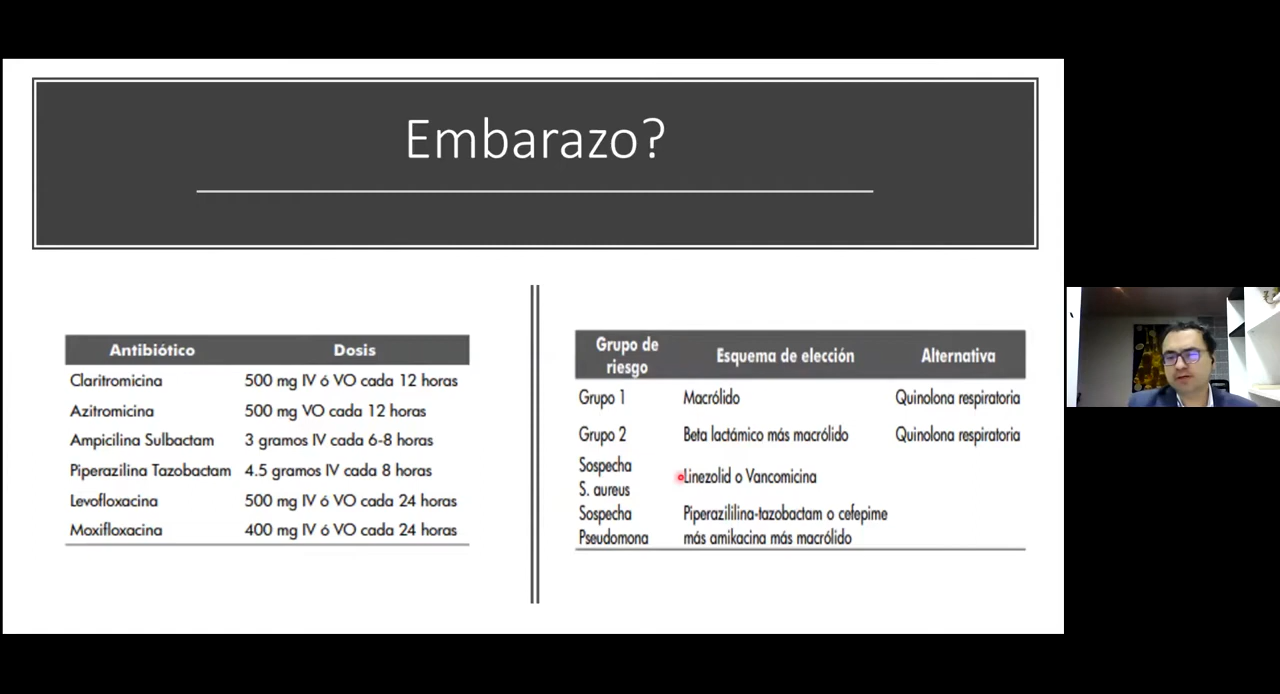 Embarazo?
Antibiótico Dosis
Claritromicina 500 mg IV ó VO cada 12 horas
Azitromicina 500 mg VO cada 12 horas
Ampicilina Sulbactam 3 gramos IV cada 6-8 horas
Piperazilina Tazobactam 4.5 gramos IV cada 8 horas
Levofloxacina 500 mg IV ó VO cada 24 horas
Moxifloxacina 400 mg IV ó VO cada 24 horas
Grupo de
riesgo
Esquema de elección Alternativa
Grupo 1 Macrólido Quinolona respiratoria
Grupo 2 Beta lactámico más macrólido Quinolona respiratoria
Sospecha
S. aureus
Linezolid o Vancomicina
Sospecha Piperazililina-tazobactam o cefepime
Pseudomona más amikacina más macrólido